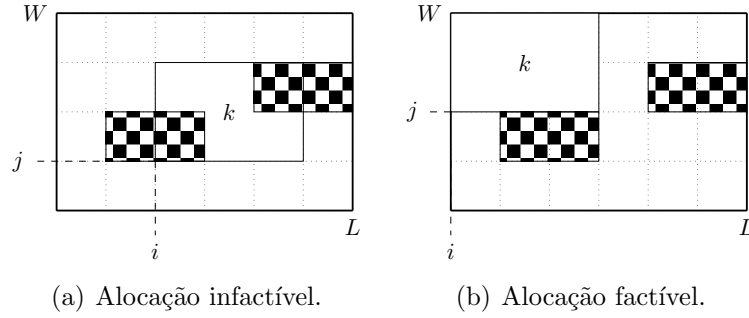 W
k
j
L
i
(a) Alocação infactível.
W
k
j
L
i
(b) Alocação factível.